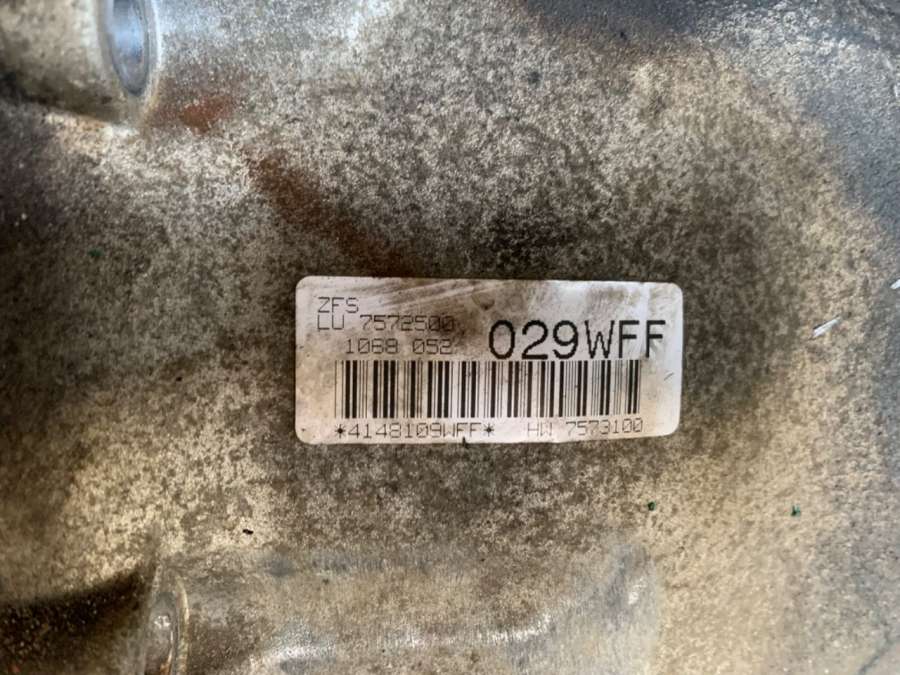 ZFS
LU 7572500
1068 052
029WFF
*4148109WFF* HW 7573100